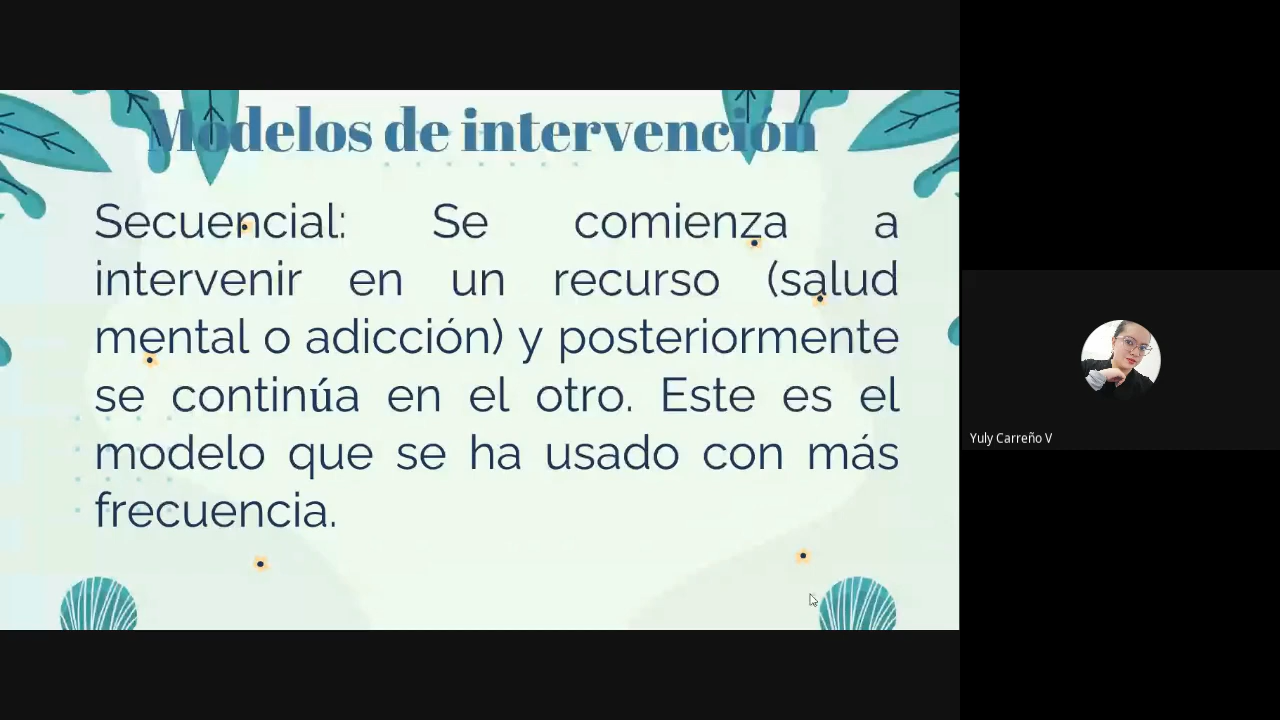 Modelos de intervención
Secuencial: Se comienza a
intervenir en un recurso (salud
mental o adicción) y posteriormente
se continúa en el otro. Este es el
modelo que se ha usado con más
frecuencia.
Yuly Carreño V